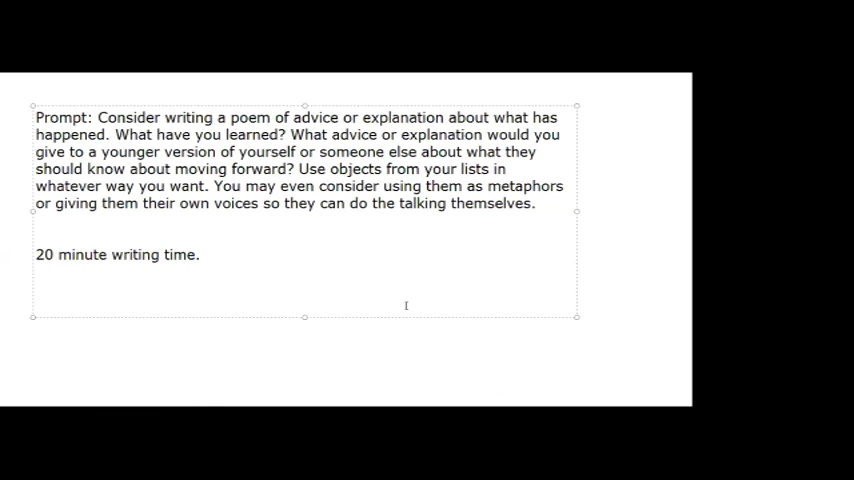 Prompt: Consider writing a poem of advice or explanation about what has
happened. What have you learned? What advice or explanation would you
give to a younger version of yourself or someone else about what they
should know about moving forward? Use objects from your lists in
whatever way you want. You may even consider using them as metaphors
or giving them their own voices so they can do the talking themselves.
20 minute writing time.